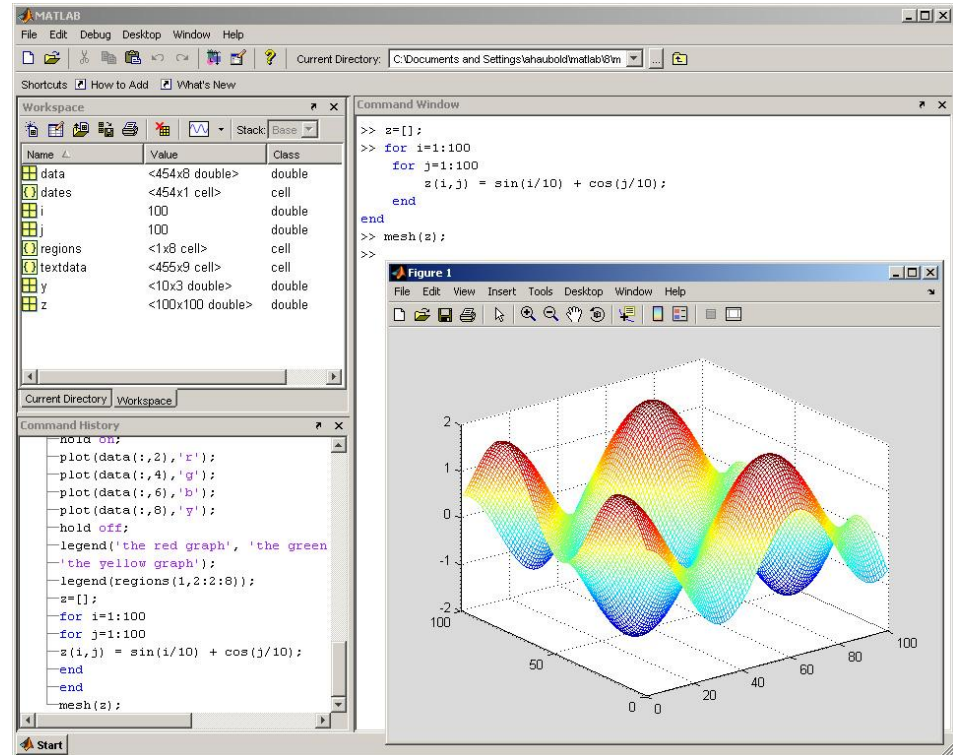 MATLAB
File Edit Debug Desktop Window Help
Current Directory: C:\Documents and Settings\ahaubold\matlab\8\m ...
Shortcuts How to Add What's New
Workspace
Stack: Base
Name Value Class
data <454x8 double> double
dates <454x1 cell> cell
i 100 double
j 100 double
regions <1x8 cell> cell
textdata <455x9 cell> cell
y <10x3 double> double
z <100x100 double> double
Current Directory Workspace
Command History
hold on;
plot(data(:,2),'r');
plot(data(:,4),'g');
plot(data(:,6),'b');
plot(data(:,8),'y');
hold off;
legend('the red graph', 'the green
'the yellow graph');
legend(regions(1,2:2:8));
z=[];
for i=1:100
for j=1:100
z(i,j) = sin(i/10) + cos(j/10);
end
end
mesh(z);
Start
Command Window
>> z=[];
>> for i=1:100
for j=1:100
z(i,j) = sin(i/10) + cos(j/10);
end
end
>> mesh(z);
>>
Figure 1
File Edit View Insert Tools Desktop Window Help
2
1
0
-1
-2
100
50
0
0
20
40
60
80
100